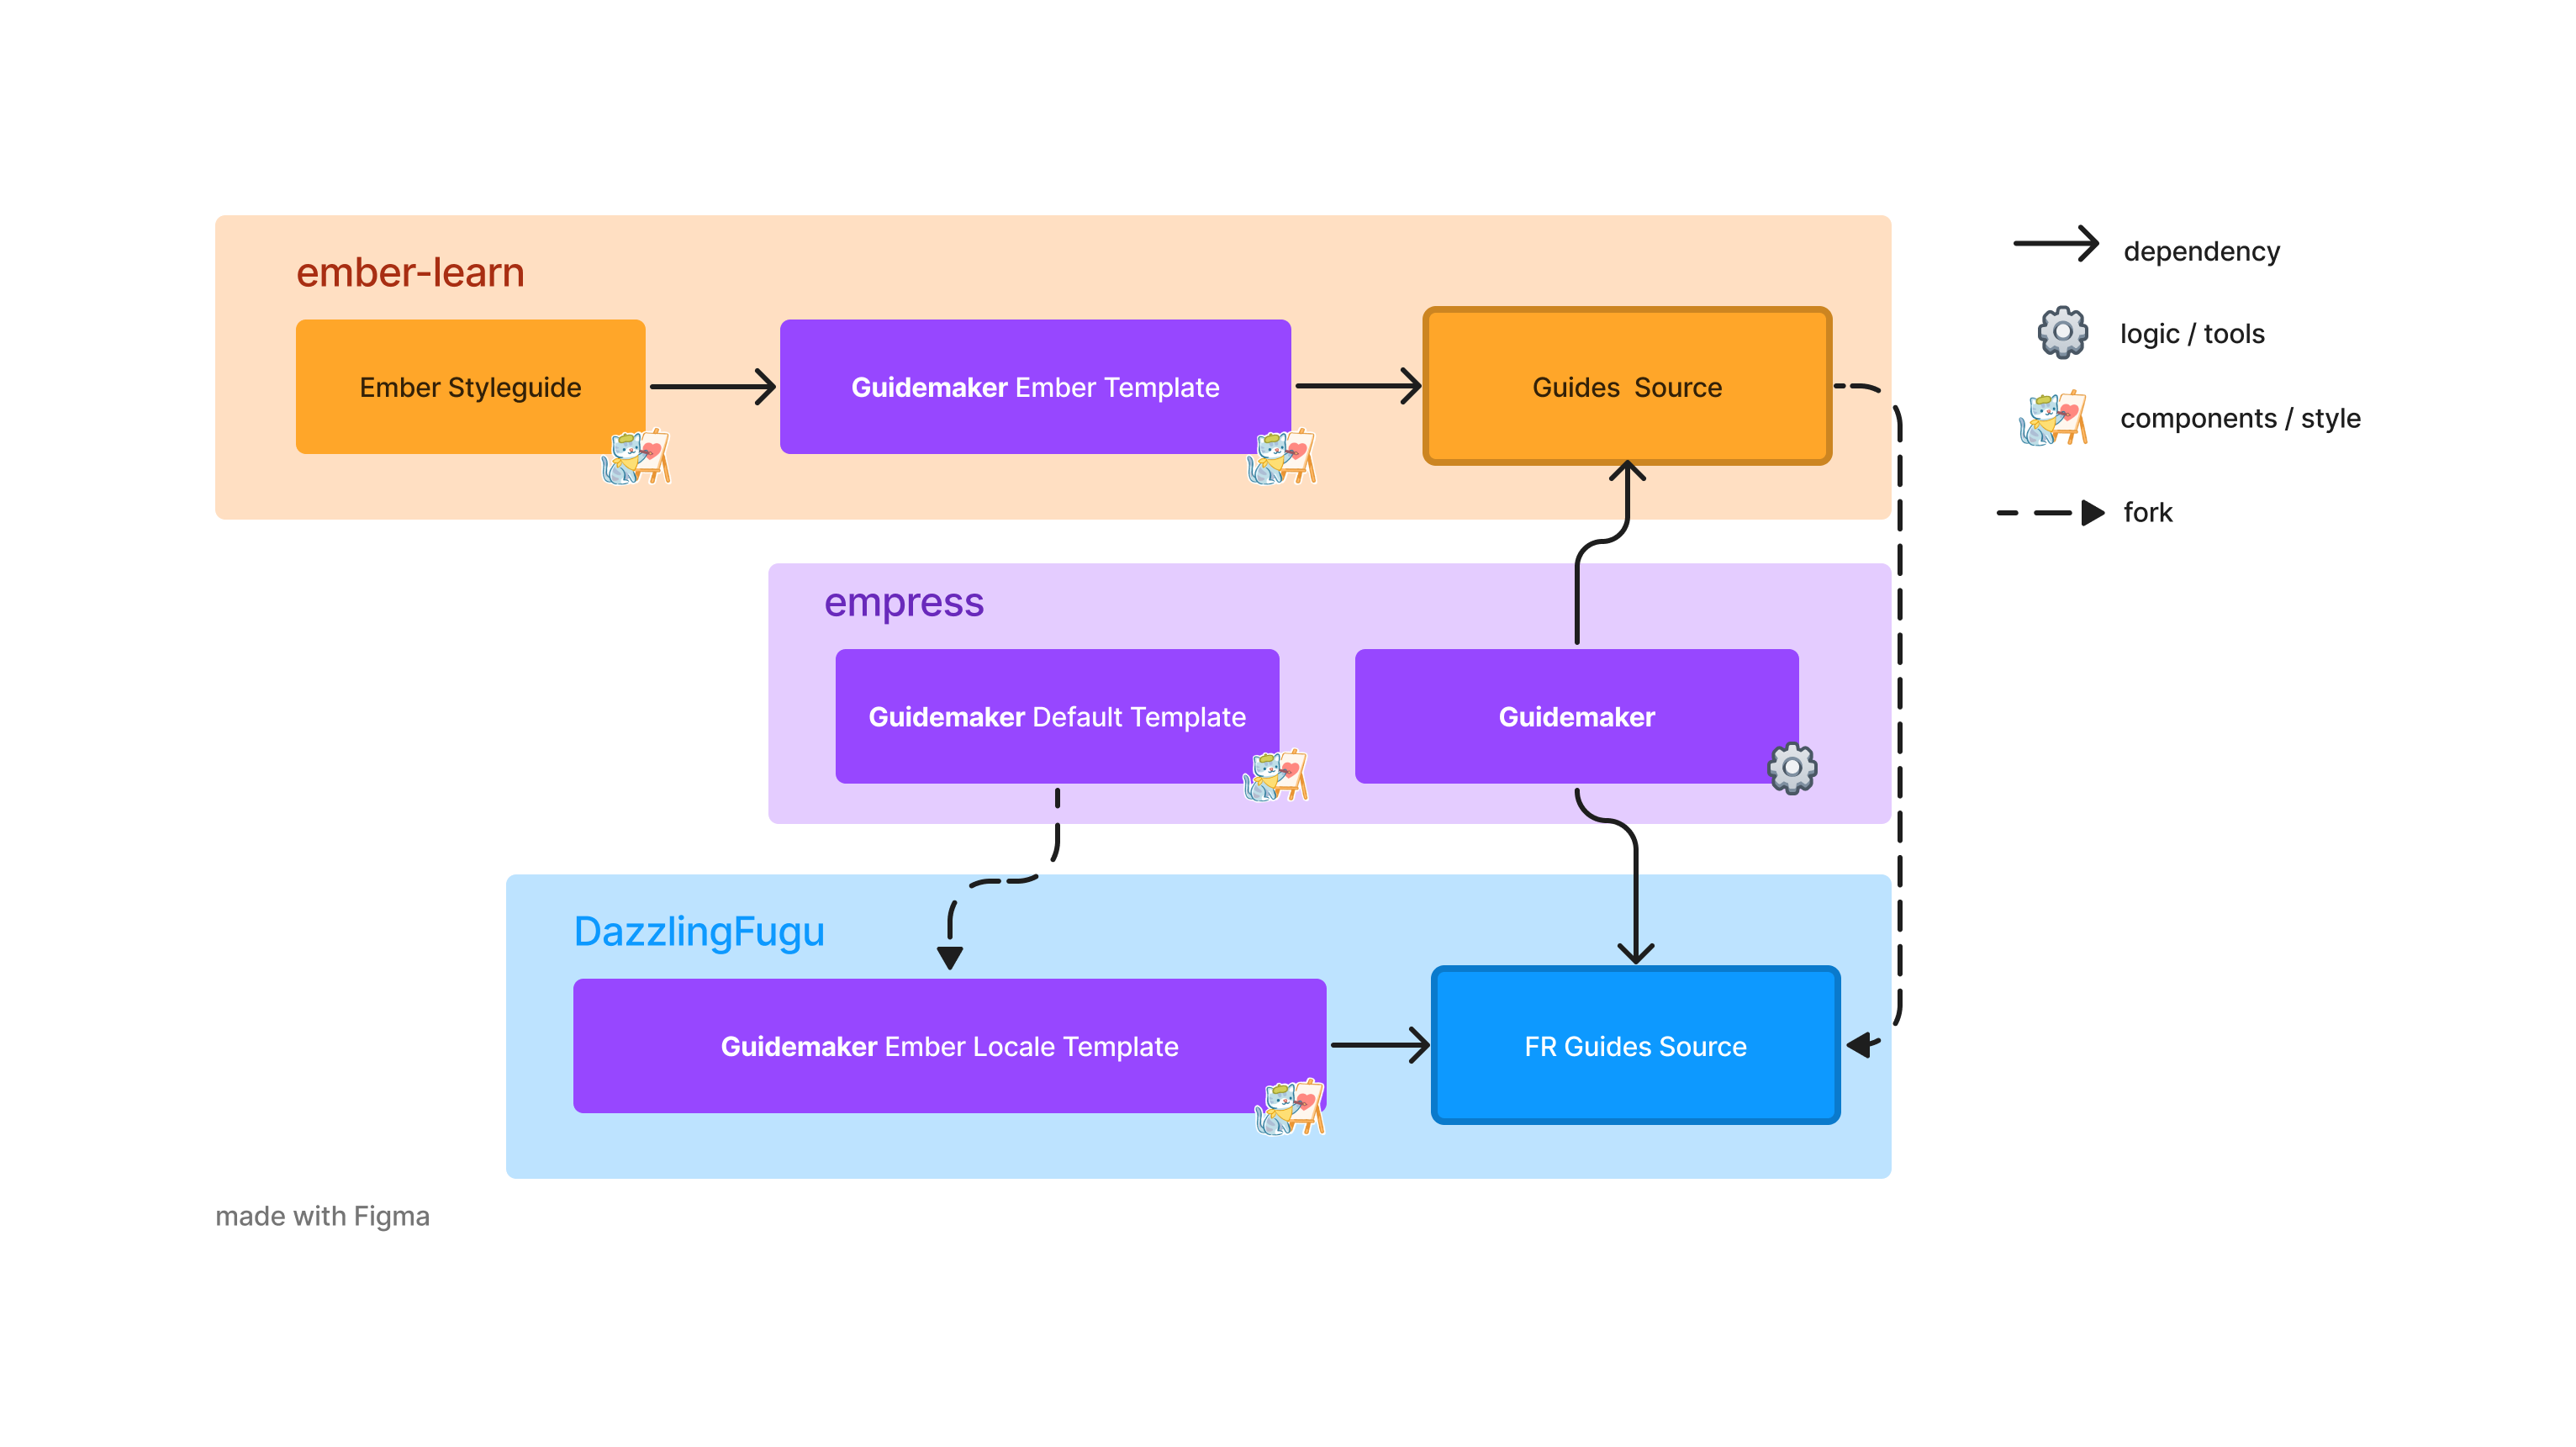 ember-learn
Ember Styleguide
Guidemaker Ember Template
Guides Source
empress
Guidemaker Default Template
Guidemaker
DazzlingFugu
Guidemaker Ember Locale Template
FR Guides Source
dependency
logic / tools
components / style
fork
made with Figma